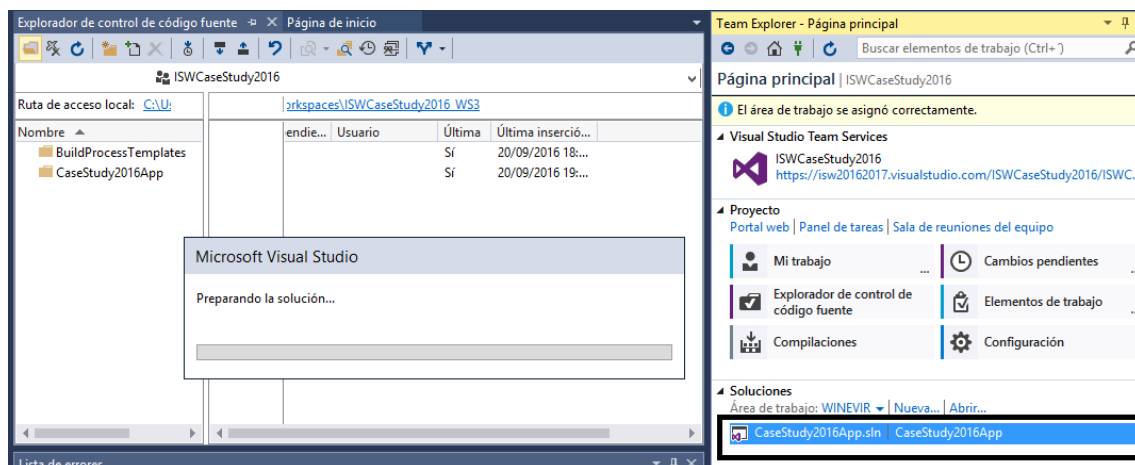 Explorador de control de código fuente
Página de inicio
ISWCaseStudy2016
Ruta de acceso local: C:\U:
orkspaces\ISWCaseStudy2016_WS3
Nombre
endie... Usuario Última Última inserció...
BuildProcessTemplates Sí 20/09/2016 18:...
CaseStudy2016App Sí 20/09/2016 19:...
Microsoft Visual Studio
Preparando la solución...
Lista de errores
Team Explorer - Página principal
Buscar elementos de trabajo (Ctrl+´)
Página principal | ISWCaseStudy2016
El área de trabajo se asignó correctamente.
Visual Studio Team Services
ISWCaseStudy2016
https://isw20162017.visualstudio.com/ISWCaseStudy2016/ISWC...
Proyecto
Portal web | Panel de tareas | Sala de reuniones del equipo
Mi trabajo ...
Cambios pendientes
Explorador de control de
código fuente
Elementos de trabajo
Compilaciones
Configuración
Soluciones
Área de trabajo: WINEVIR | Nueva... | Abrir...
CaseStudy2016App.sln | CaseStudy2016App